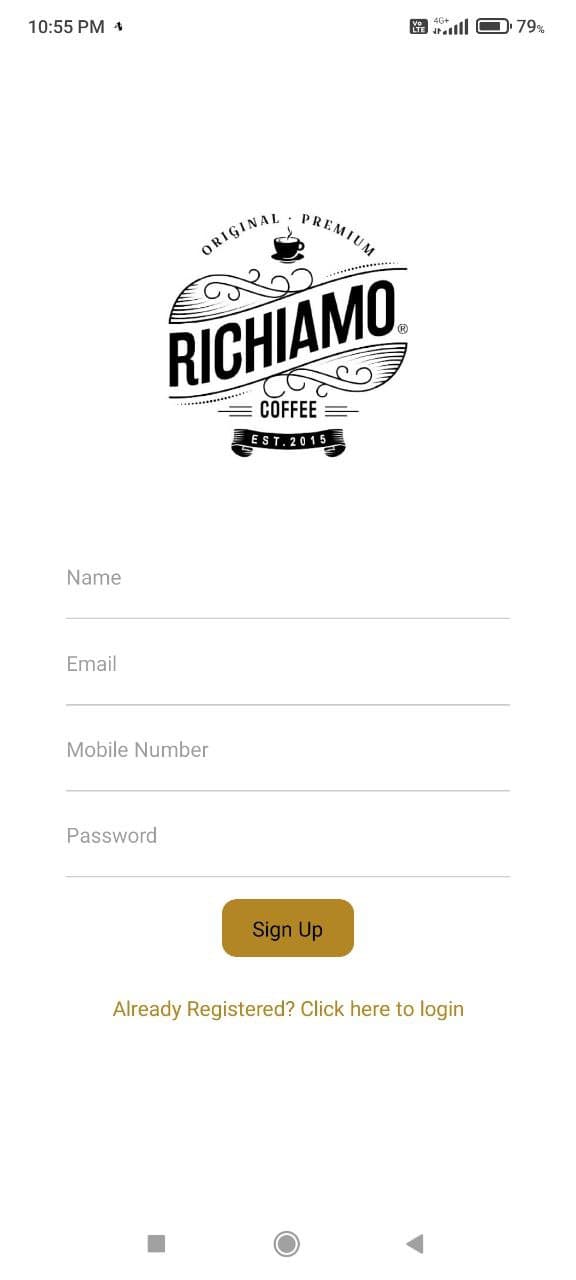 10:55 PM
Vo LTE 4G+ 79%
ORIGINAL · PREMIUM
RICHIAMO®
COFFEE
EST.2015
Name
Email
Mobile Number
Password
Sign Up
Already Registered? Click here to login